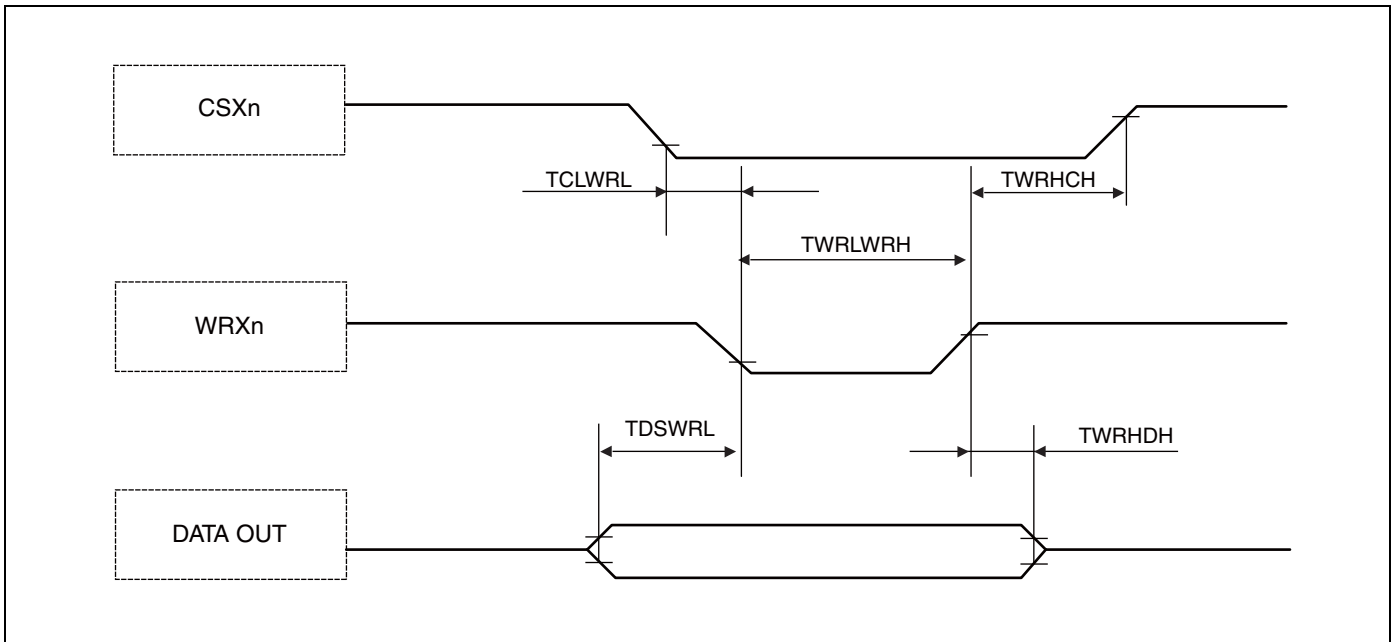 CSXn
TCLWRL
TWRHCH
TWRLWRH
WRXn
TDSWRL
TWRHDH
DATA OUT